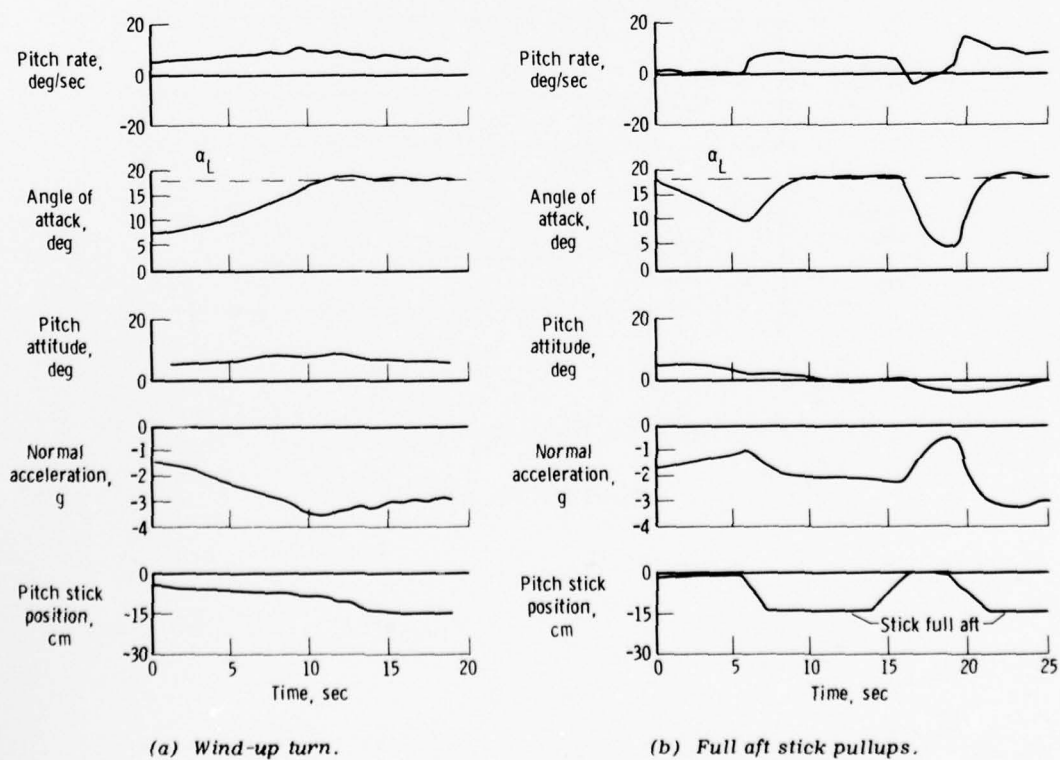 Pitch rate,
deg/sec
20
0
-20
α_L
Angle of
attack,
deg
20
15
10
5
0
Pitch
attitude,
deg
20
0
Normal
acceleration,
g
0
-1
-2
-3
-4
Pitch stick
position,
cm
0
-15
-30
0 5 10 15 20
Time, sec
(a) Wind-up turn.
Pitch rate,
deg/sec
20
0
-20
α_L
Angle of
attack,
deg
20
15
10
5
0
Pitch
attitude,
deg
20
0
Normal
acceleration,
g
0
-1
-2
-3
-4
Pitch stick
position,
cm
0
-15
-30
Stick full aft
0 5 10 15 20 25
Time, sec
(b) Full aft stick pullups.